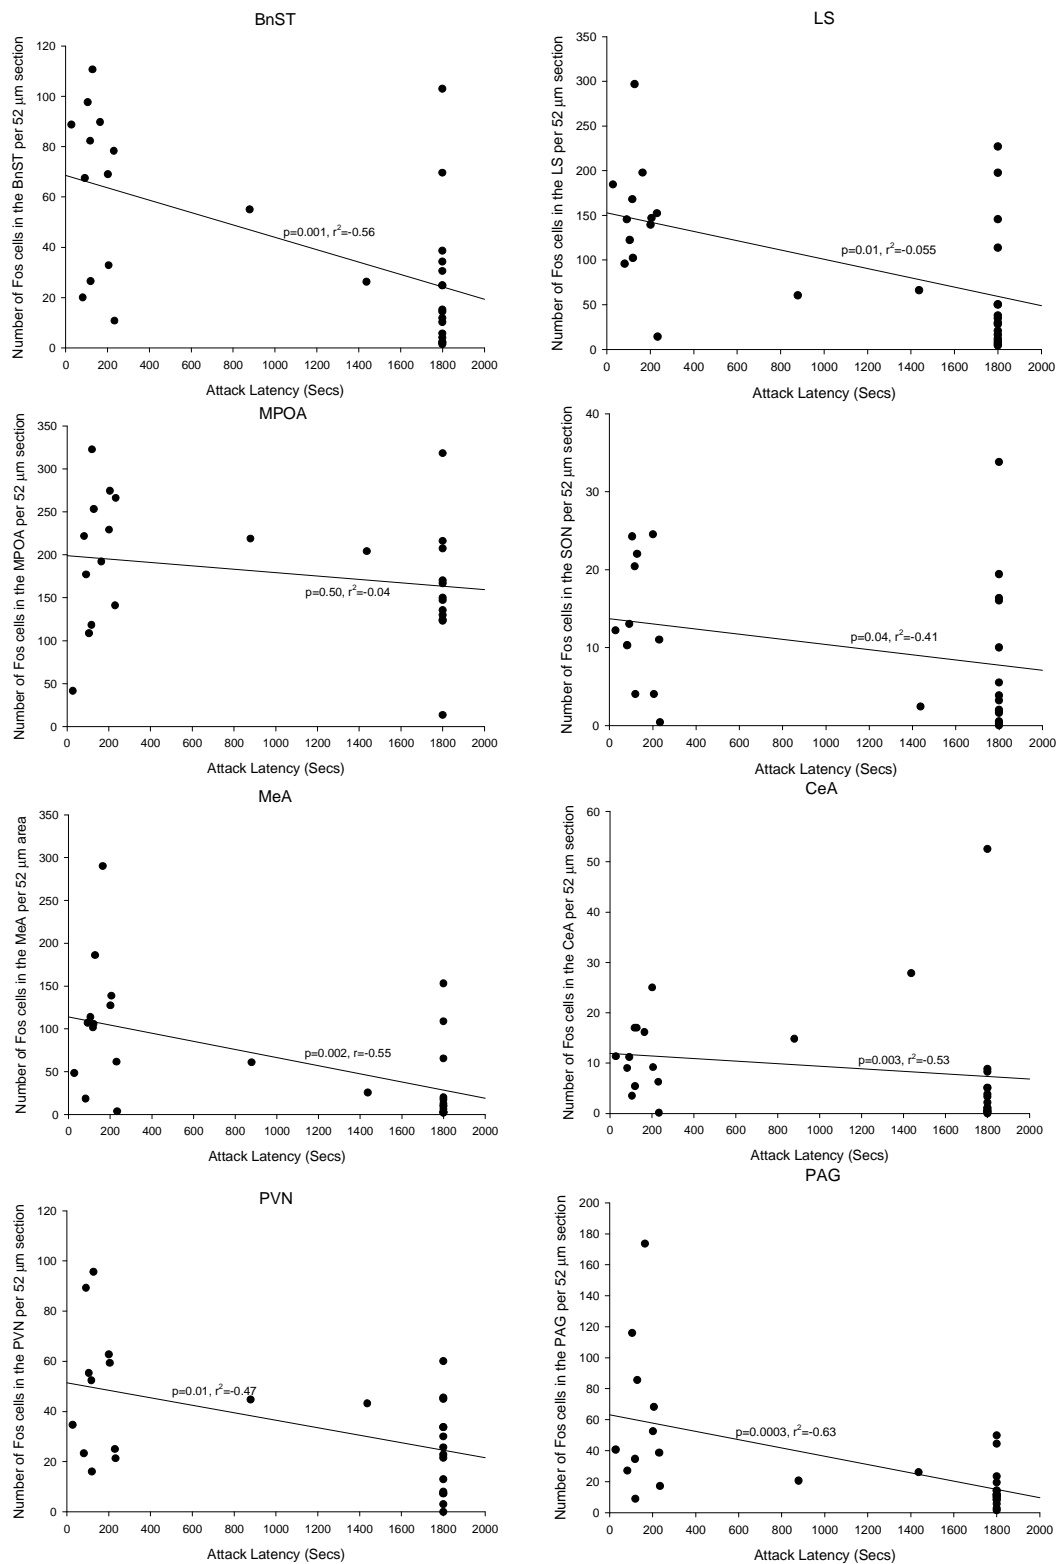 BnST
Number of Fos cells in the BnST per 52 µm section
120
100
80
60
40
20
0
p=0.001, r²=-0.56
0 200 400 600 800 1000 1200 1400 1600 1800 2000
Attack Latency (Secs)
LS
Number of Fos cells in the LS per 52 µm section
350
300
250
200
150
100
50
0
p=0.01, r²=-0.055
0 200 400 600 800 1000 1200 1400 1600 1800 2000
Attack Latency (Secs)
MPOA
Number of Fos cells in the MPOA per 52 µm section
350
300
250
200
150
100
50
0
p=0.50, r²=-0.04
0 200 400 600 800 1000 1200 1400 1600 1800 2000
Attack Latency (Secs)
SON
Number of Fos cells in the SON per 52 µm section
40
30
20
10
0
p=0.04, r²=-0.41
0 200 400 600 800 1000 1200 1400 1600 1800 2000
Attack Latency (Secs)
MeA
Number of Fos cells in the MeA per 52 µm area
350
300
250
200
150
100
50
0
p=0.002, r=-0.55
0 200 400 600 800 1000 1200 1400 1600 1800 2000
Attack Latency (Secs)
CeA
Number of Fos cells in the CeA per 52 µm section
60
50
40
30
20
10
0
p=0.003, r²=-0.53
0 200 400 600 800 1000 1200 1400 1600 1800 2000
Attack Latency (Secs)
PVN
Number of Fos cells in the PVN per 52 µm section
120
100
80
60
40
20
0
p=0.01, r²=-0.47
0 200 400 600 800 1000 1200 1400 1600 1800 2000
Attack Latency (Secs)
PAG
Number of Fos cells in the PAG per 52 µm section
200
180
160
140
120
100
80
60
40
20
0
p=0.0003, r²=-0.63
0 200 400 600 800 1000 1200 1400 1600 1800 2000
Attack Latency (Secs)